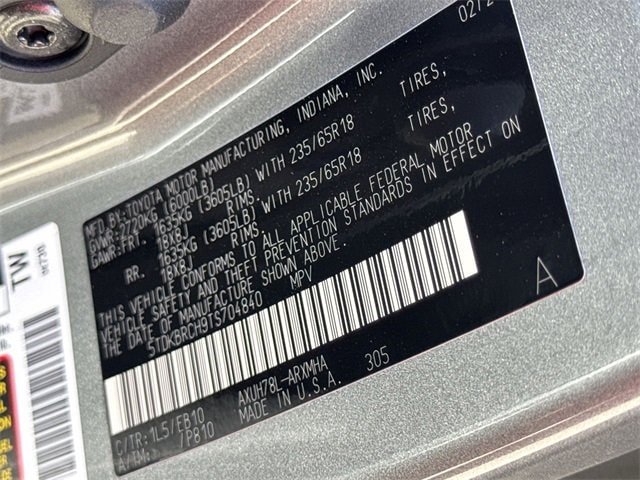 02/2
MFD.BY:TOYOTA MOTOR MANUFACTURING, INDIANA, INC.
GVWR:2720KG (6000LB)
GAWR:FRT. 1635KG (3605LB) WITH 235/65R18 TIRES,
18X8J RIMS,
RR. 1635KG (3605LB) WITH 235/65R18 TIRES,
18X8J RIMS,
THIS VEHICLE CONFORMS TO ALL APPLICABLE FEDERAL MOTOR
VEHICLE SAFETY AND THEFT PREVENTION STANDARDS IN EFFECT ON
THE DATE OF MANUFACTURE SHOWN ABOVE.
5TDKBRCH9TS704840 MPV
A
C/TR:1L5/EB10 AXUH78L-ARXMHA 305
/P810 MADE IN U.S.A.
TW